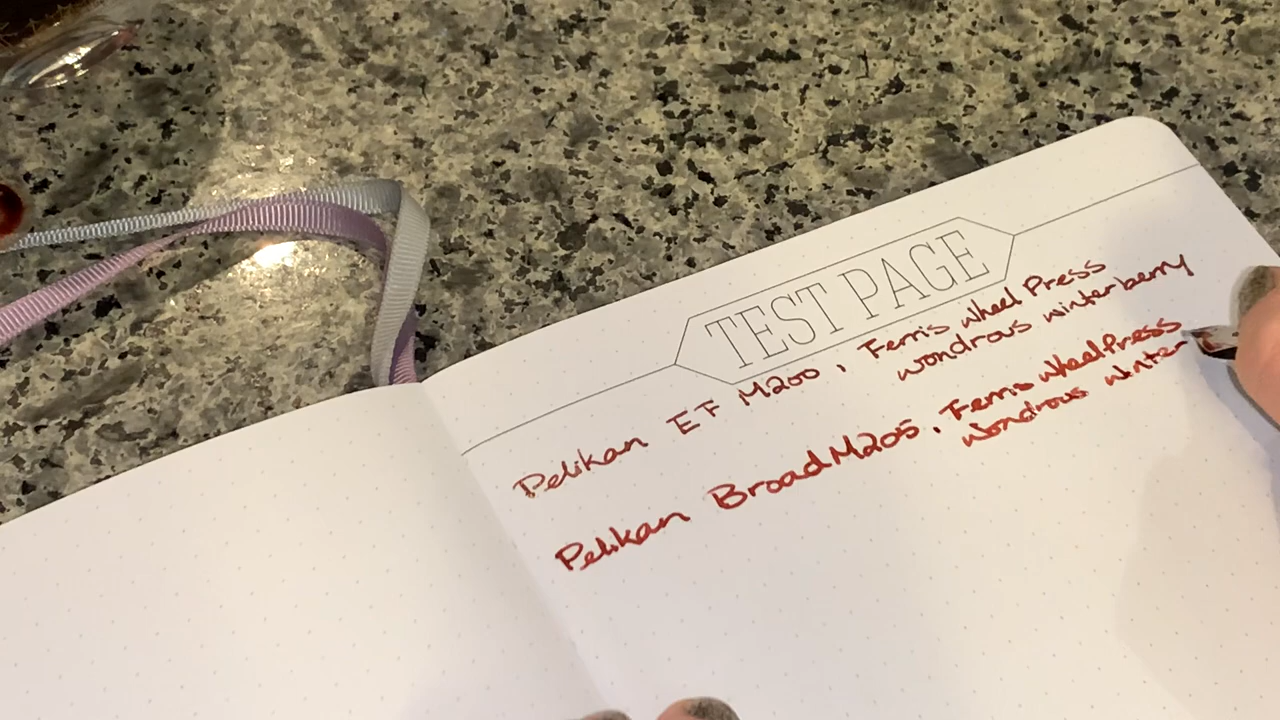 TEST PAGE
Pelikan EF M200, Ferris Wheel Press
wondrous winterberry
Pelikan Broad M205, Ferris Wheel Press
wondrous winter